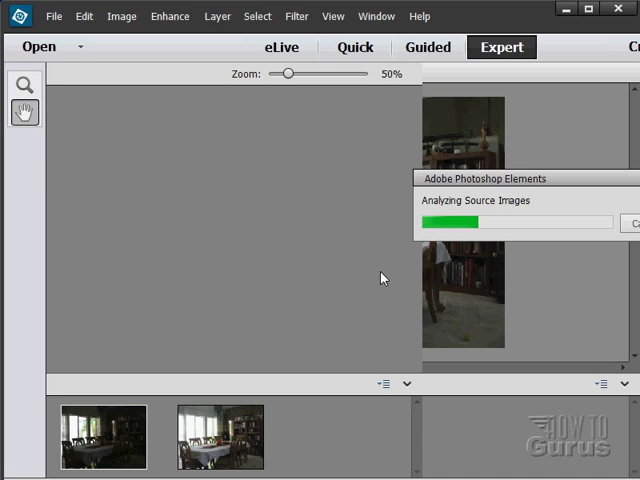 File Edit Image Enhance Layer Select Filter View Window Help
Open eLive Quick Guided Expert
Zoom: 50%
Adobe Photoshop Elements
Analyzing Source Images
HOW TO
Gurus